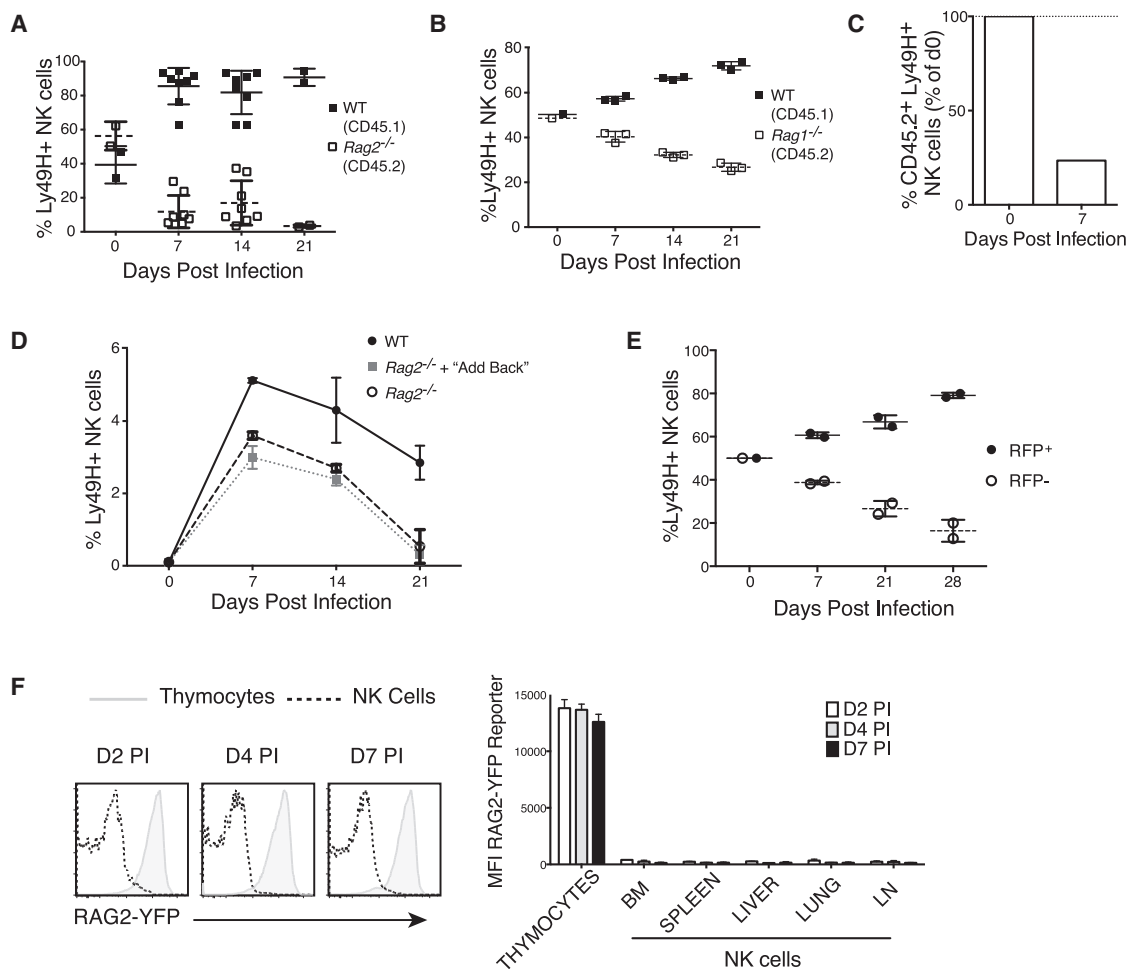 A
% Ly49H+ NK cells
100
80
60
40
20
0
0
7
14
21
Days Post Infection
WT
(CD45.1)
Rag2-/-
(CD45.2)
B
%Ly49H+ NK cells
80
60
40
20
0
0
7
14
21
Days Post Infection
WT
(CD45.1)
Rag1-/-
(CD45.2)
C
% CD45.2+ Ly49H+
NK cells (% of d0)
100
50
0
0
7
Days Post Infection
D
% Ly49H+ NK cells
6
4
2
0
0
7
14
21
Days Post Infection
WT
Rag2-/- + “Add Back”
Rag2-/-
E
%Ly49H+ NK cells
100
80
60
40
20
0
0
7
21
28
Days Post Infection
RFP+
RFP-
F
Thymocytes
NK Cells
D2 PI
D4 PI
D7 PI
RAG2-YFP
MFI RAG2-YFP Reporter
15000
10000
5000
0
D2 PI
D4 PI
D7 PI
THYMOCYTES
BM
SPLEEN
LIVER
LUNG
LN
NK cells